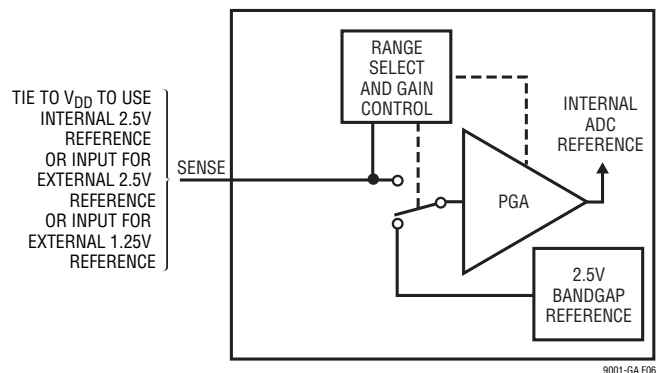 TIE TO VDD TO USE
INTERNAL 2.5V
REFERENCE
OR INPUT FOR
EXTERNAL 2.5V
REFERENCE
OR INPUT FOR
EXTERNAL 1.25V
REFERENCE
SENSE
RANGE
SELECT
AND GAIN
CONTROL
PGA
INTERNAL
ADC
REFERENCE
2.5V
BANDGAP
REFERENCE
9001-GA F06